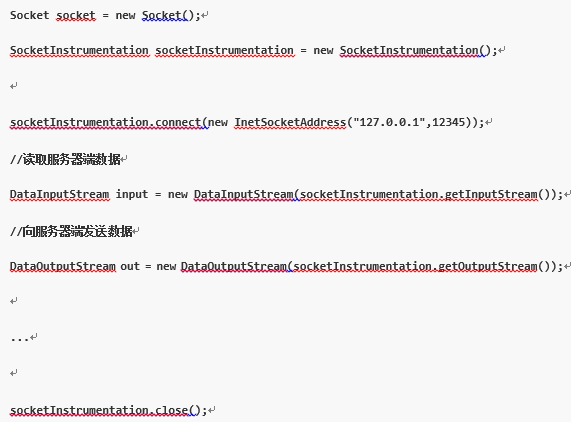 Socket socket = new Socket();
SocketInstrumentation socketInstrumentation = new SocketInstrumentation();
socketInstrumentation.connect(new InetSocketAddress("127.0.0.1",12345));
//读取服务器端数据
DataInputStream input = new DataInputStream(socketInstrumentation.getInputStream());
//向服务器端发送数据
DataOutputStream out = new DataOutputStream(socketInstrumentation.getOutputStream());
...
socketInstrumentation.close();